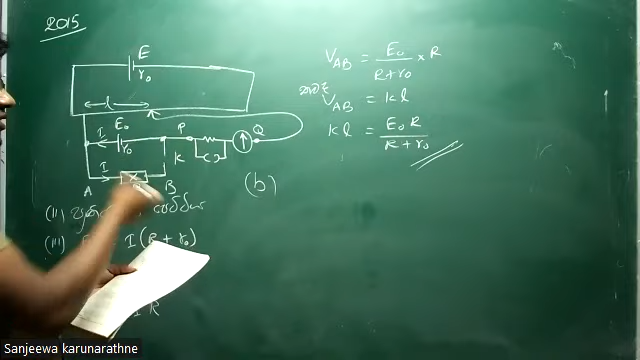 2015
E
r₀
l
I
E₀
r₀
P
Q
K
I
A
B
(b)
(II)
(III) I(R + r₀)
I R
V_AB = E₀/(R+r₀) × R
V_AB = kl
kl = E₀R/(R+r₀)
Sanjeewa karunarathne